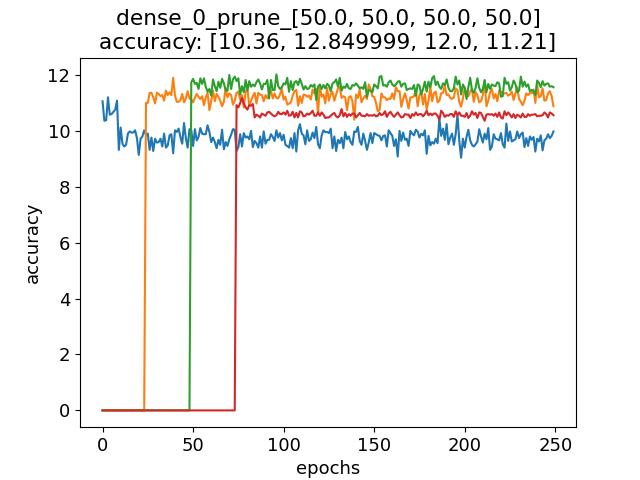 dense_0_prune_[50.0, 50.0, 50.0, 50.0]
accuracy: [10.36, 12.849999, 12.0, 11.21]
12
10
8
6
4
2
0
accuracy
0 50 100 150 200 250
epochs